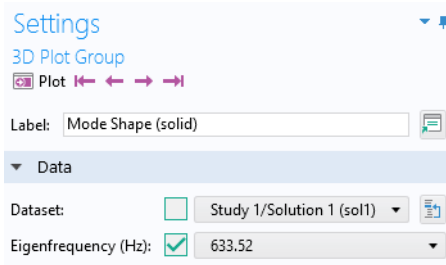 Settings
3D Plot Group
Plot
Label: Mode Shape (solid)
Data
Dataset: Study 1/Solution 1 (sol1)
Eigenfrequency (Hz): 633.52